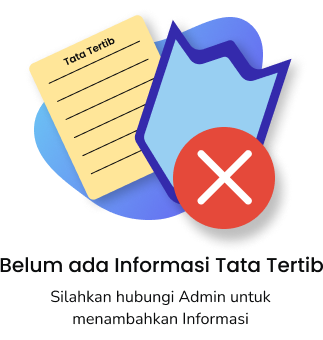 Tata Tertib
Belum ada Informasi Tata Tertib
Silahkan hubungi Admin untuk
menambahkan Informasi